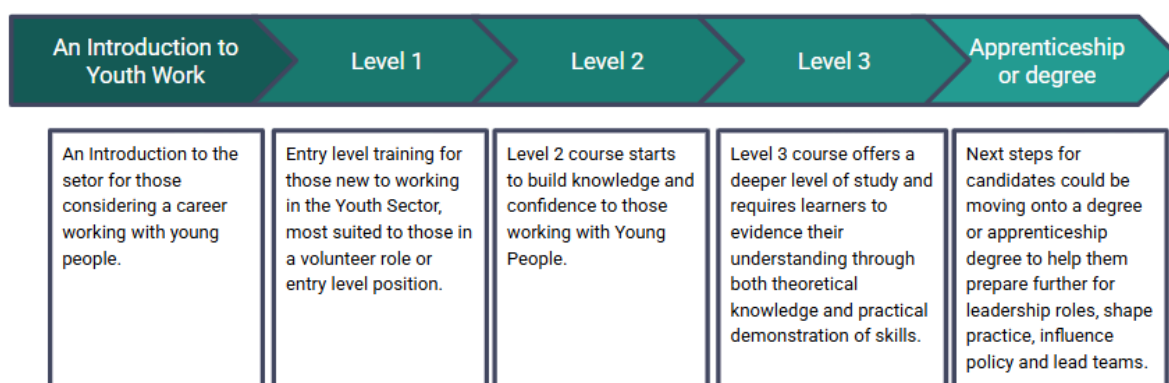 An Introduction to
Youth Work
Level 1
Level 2
Level 3
Apprenticeship
or degree
An Introduction to the
setor for those
considering a career
working with young
people.
Entry level training for
those new to working
in the Youth Sector,
most suited to those in
a volunteer role or
entry level position.
Level 2 course starts
to build knowledge and
confidence to those
working with Young
People.
Level 3 course offers a
deeper level of study and
requires learners to
evidence their
understanding through
both theoretical
knowledge and practical
demonstration of skills.
Next steps for
candidates could be
moving onto a degree
or apprenticeship
degree to help them
prepare further for
leadership roles, shape
practice, influence
policy and lead teams.